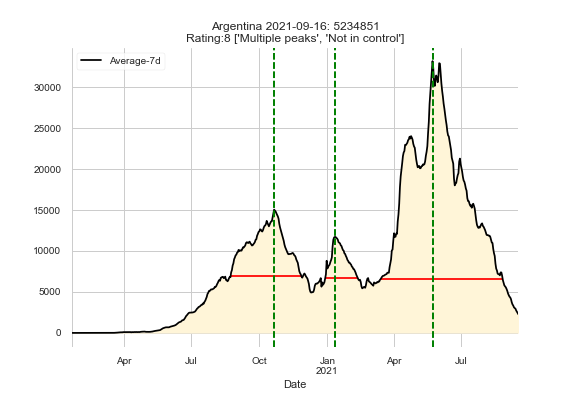 Argentina 2021-09-16: 5234851
Rating:8 ['Multiple peaks', 'Not in control']
Average-7d
30000
25000
20000
15000
10000
5000
0
Apr Jul Oct Jan Apr Jul
2021
Date